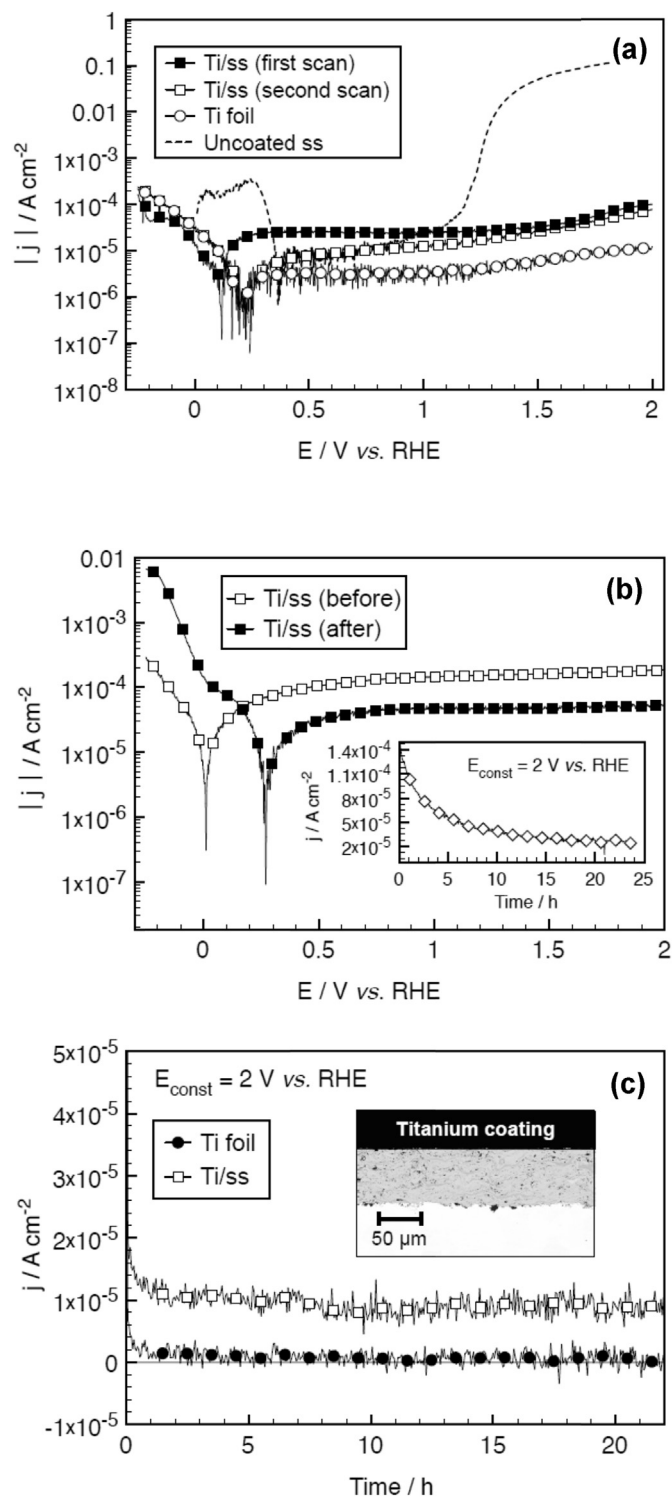 1
0.1
0.01
1x10⁻³
1x10⁻⁴
1x10⁻⁵
1x10⁻⁶
1x10⁻⁷
1x10⁻⁸
| j | / A cm⁻²
(a)
Ti/ss (first scan)
Ti/ss (second scan)
Ti foil
Uncoated ss
0 0.5 1 1.5 2
E / V vs. RHE
0.01
1x10⁻³
1x10⁻⁴
1x10⁻⁵
1x10⁻⁶
1x10⁻⁷
| j | / A cm⁻²
(b)
Ti/ss (before)
Ti/ss (after)
1.4x10⁻⁴
1.1x10⁻⁴
8x10⁻⁵
5x10⁻⁵
2x10⁻⁵
j / A cm⁻²
E const = 2 V vs. RHE
0 5 10 15 20 25
Time / h
0 0.5 1 1.5 2
E / V vs. RHE
5x10⁻⁵
4x10⁻⁵
3x10⁻⁵
2x10⁻⁵
1x10⁻⁵
0
-1x10⁻⁵
j / A cm⁻²
E const = 2 V vs. RHE
(c)
Ti foil
Ti/ss
Titanium coating
50 µm
0 5 10 15 20
Time / h